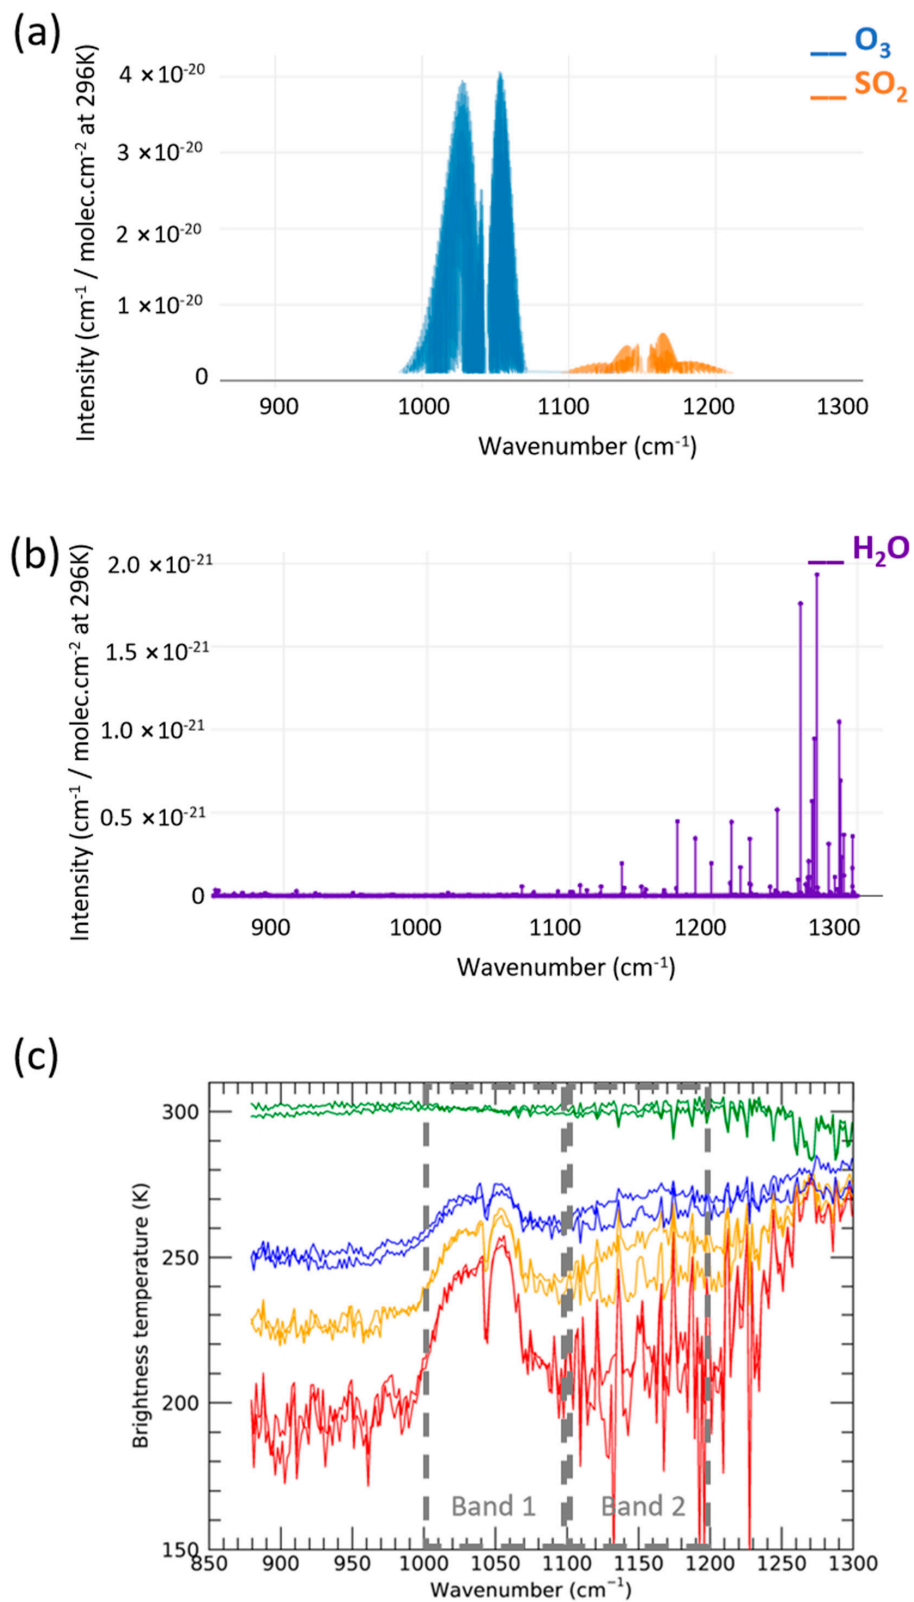 (a)
O3
SO2
Intensity (cm-1 / molec.cm-2 at 296K)
4 ×10-20
3 ×10-20
2 ×10-20
1 ×10-20
0
900 1000 1100 1200 1300
Wavenumber (cm-1)
(b)
H2O
Intensity (cm-1 / molec.cm-2 at 296K)
2.0 ×10-21
1.5 ×10-21
1.0 ×10-21
0.5 ×10-21
0
900 1000 1100 1200 1300
Wavenumber (cm-1)
(c)
Brightness temperature (K)
300
250
200
150
Band 1 Band 2
850 900 950 1000 1050 1100 1150 1200 1250 1300
Wavenumber (cm−1)